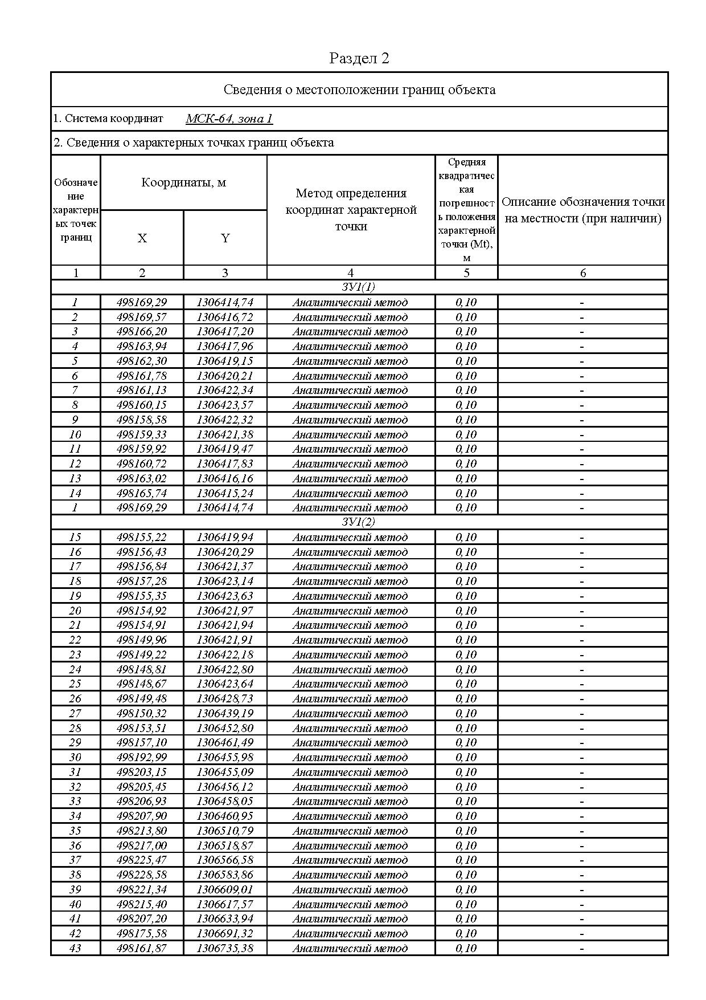 Раздел 2
Сведения о местоположении границ объекта
1. Система координат МСК-64, зона 1
2. Сведения о характерных точках границ объекта
Обозначе
ние
характерн
ых точек
границ
Координаты, м
X Y
Метод определения
координат характерной
точки
Средняя
квадратичес
кая
погрешност
ь положения
характерной
точки (Mt),
м
Описание обозначения точки
на местности (при наличии)
1 2 3 4 5 6
ЗУ1(1)
1 498169,29 1306414,74 Аналитический метод 0,10 -
2 498169,57 1306416,72 Аналитический метод 0,10 -
3 498166,20 1306417,20 Аналитический метод 0,10 -
4 498163,94 1306417,96 Аналитический метод 0,10 -
5 498162,30 1306419,15 Аналитический метод 0,10 -
6 498161,78 1306420,21 Аналитический метод 0,10 -
7 498161,13 1306422,34 Аналитический метод 0,10 -
8 498160,15 1306423,57 Аналитический метод 0,10 -
9 498158,58 1306422,32 Аналитический метод 0,10 -
10 498159,33 1306421,38 Аналитический метод 0,10 -
11 498159,92 1306419,47 Аналитический метод 0,10 -
12 498160,72 1306417,83 Аналитический метод 0,10 -
13 498163,02 1306416,16 Аналитический метод 0,10 -
14 498165,74 1306415,24 Аналитический метод 0,10 -
1 498169,29 1306414,74 Аналитический метод 0,10 -
ЗУ1(2)
15 498155,22 1306419,94 Аналитический метод 0,10 -
16 498156,43 1306420,29 Аналитический метод 0,10 -
17 498156,84 1306421,37 Аналитический метод 0,10 -
18 498157,28 1306423,14 Аналитический метод 0,10 -
19 498155,35 1306423,63 Аналитический метод 0,10 -
20 498154,92 1306421,97 Аналитический метод 0,10 -
21 498154,91 1306421,94 Аналитический метод 0,10 -
22 498149,96 1306421,91 Аналитический метод 0,10 -
23 498149,22 1306422,18 Аналитический метод 0,10 -
24 498148,81 1306422,80 Аналитический метод 0,10 -
25 498148,67 1306423,64 Аналитический метод 0,10 -
26 498149,48 1306428,73 Аналитический метод 0,10 -
27 498150,32 1306439,19 Аналитический метод 0,10 -
28 498153,51 1306452,80 Аналитический метод 0,10 -
29 498157,10 1306461,49 Аналитический метод 0,10 -
30 498192,99 1306455,98 Аналитический метод 0,10 -
31 498203,15 1306455,09 Аналитический метод 0,10 -
32 498205,45 1306456,12 Аналитический метод 0,10 -
33 498206,93 1306458,05 Аналитический метод 0,10 -
34 498207,90 1306460,95 Аналитический метод 0,10 -
35 498213,80 1306510,79 Аналитический метод 0,10 -
36 498217,00 1306518,87 Аналитический метод 0,10 -
37 498225,47 1306566,58 Аналитический метод 0,10 -
38 498228,58 1306583,86 Аналитический метод 0,10 -
39 498221,34 1306609,01 Аналитический метод 0,10 -
40 498215,40 1306617,57 Аналитический метод 0,10 -
41 498207,20 1306633,94 Аналитический метод 0,10 -
42 498175,58 1306691,32 Аналитический метод 0,10 -
43 498161,87 1306735,38 Аналитический метод 0,10 -